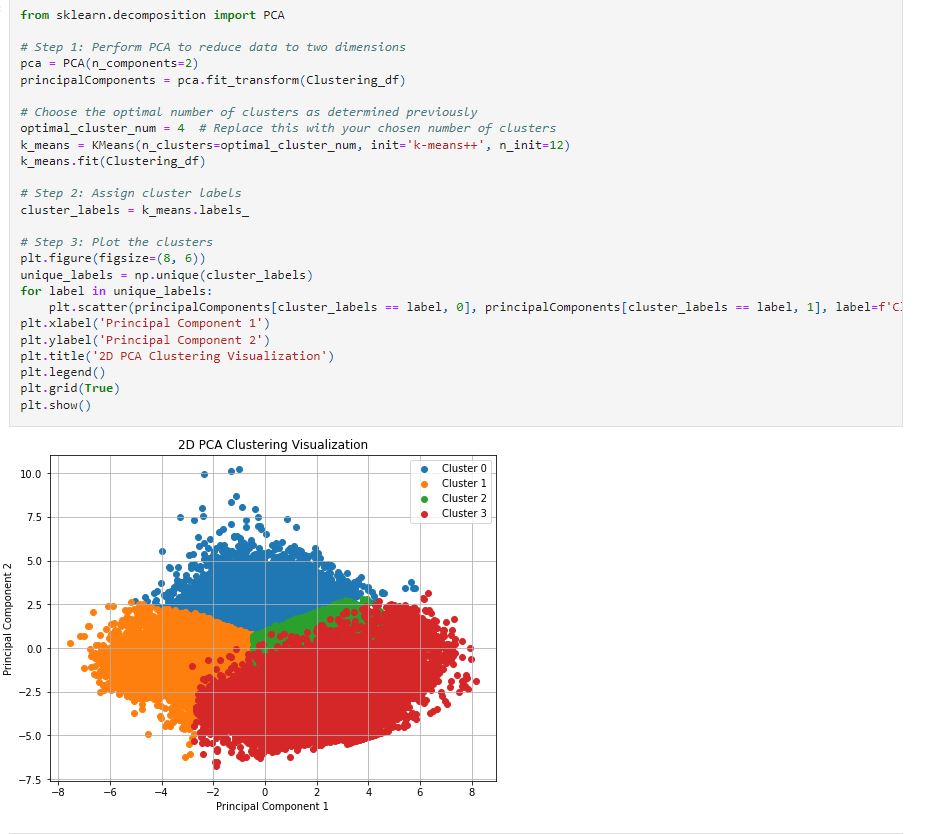 from sklearn.decomposition import PCA
# Step 1: Perform PCA to reduce data to two dimensions
pca = PCA(n_components=2)
principalComponents = pca.fit_transform(Clustering_df)
# Choose the optimal number of clusters as determined previously
optimal_cluster_num = 4  # Replace this with your chosen number of clusters
k_means = KMeans(n_clusters=optimal_cluster_num, init='k-means++', n_init=12)
k_means.fit(Clustering_df)
# Step 2: Assign cluster labels
cluster_labels = k_means.labels_
# Step 3: Plot the clusters
plt.figure(figsize=(8, 6))
unique_labels = np.unique(cluster_labels)
for label in unique_labels:
    plt.scatter(principalComponents[cluster_labels == label, 0], principalComponents[cluster_labels == label, 1], label=f'Cl
plt.xlabel('Principal Component 1')
plt.ylabel('Principal Component 2')
plt.title('2D PCA Clustering Visualization')
plt.legend()
plt.grid(True)
plt.show()
2D PCA Clustering Visualization
Cluster 0
Cluster 1
Cluster 2
Cluster 3
10.0
7.5
5.0
2.5
0.0
−2.5
−5.0
−7.5
Principal Component 2
−8 −6 −4 −2 0 2 4 6 8
Principal Component 1